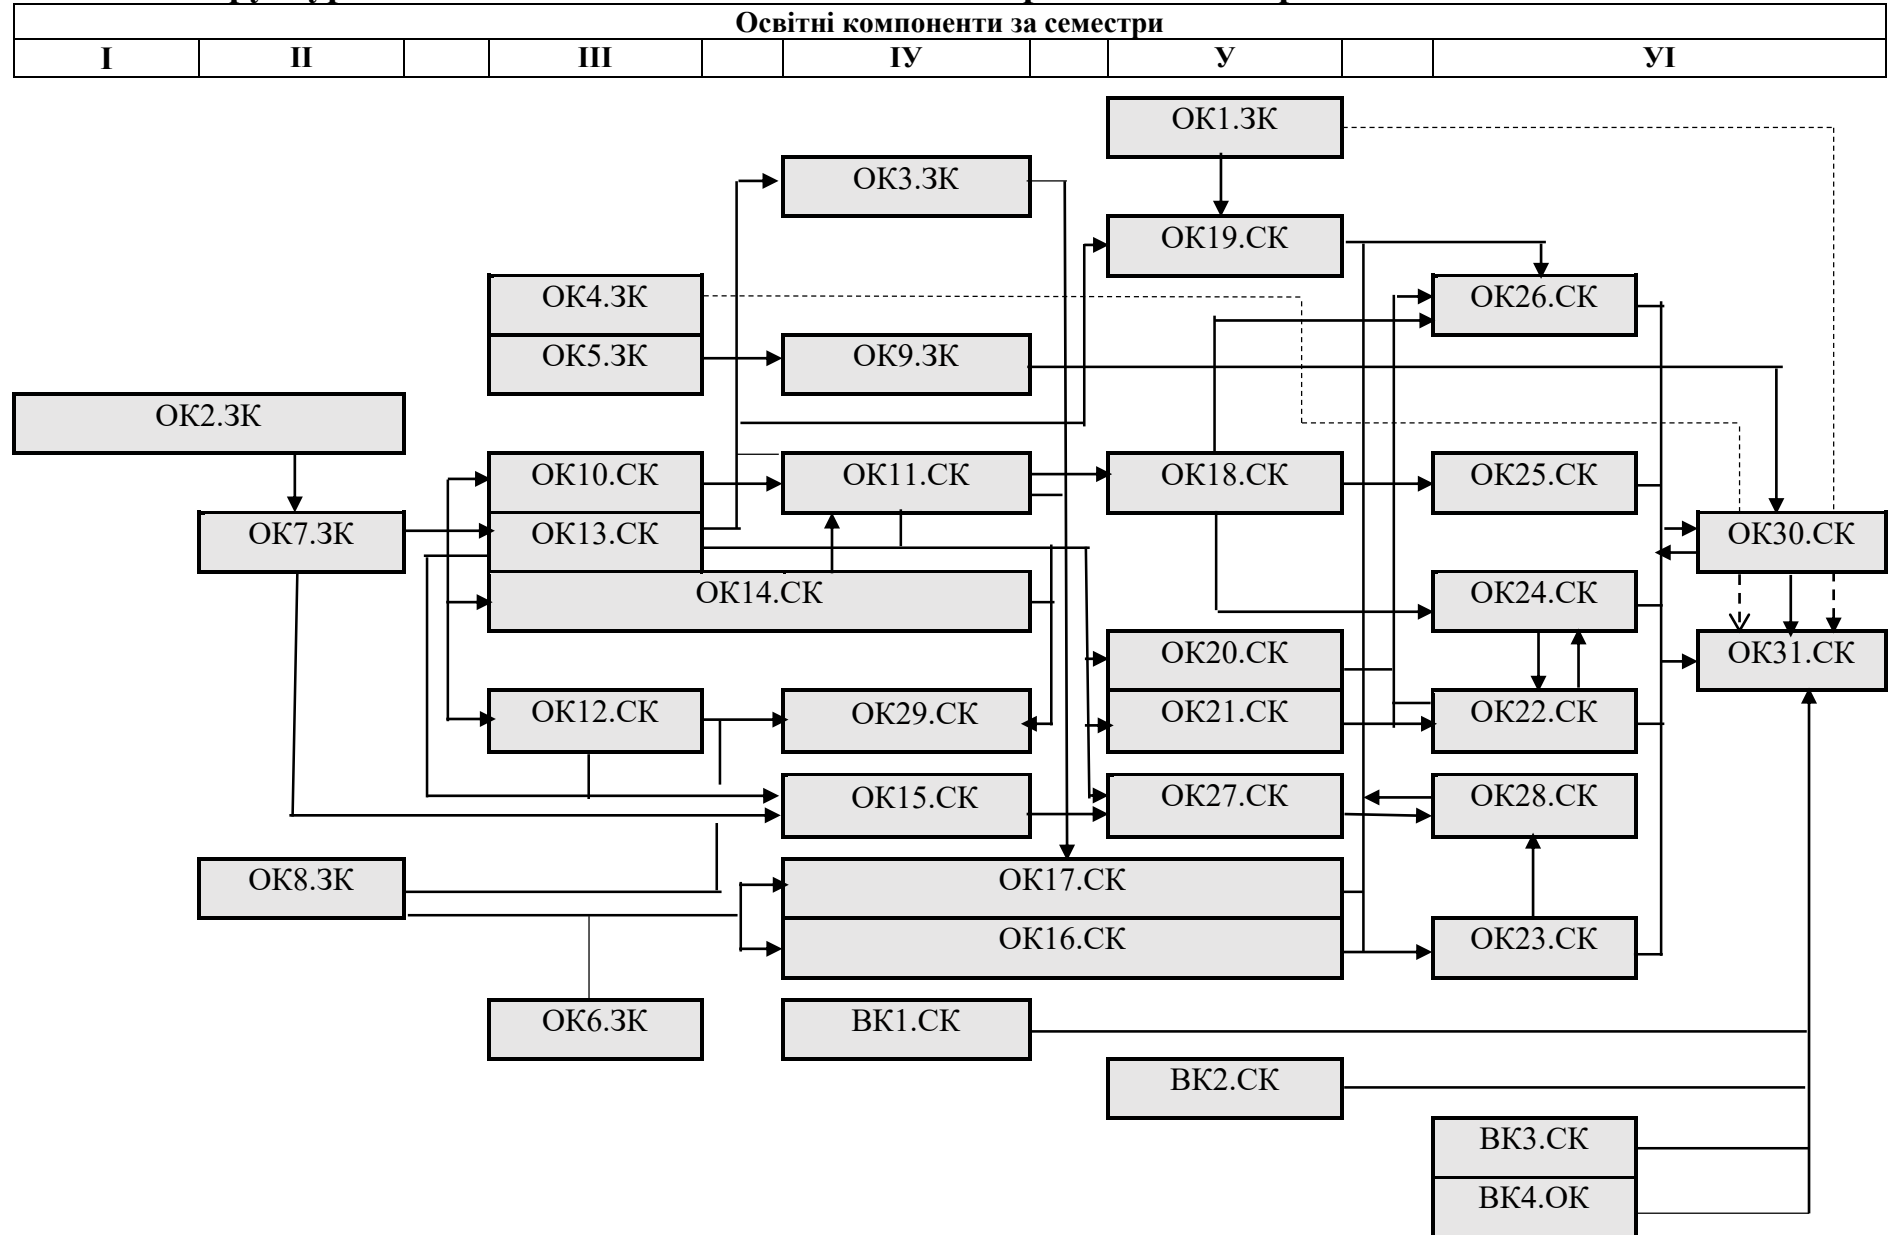 Освітні компоненти за семестри
І ІІ ІІІ ІУ У УІ
ОК1.ЗК
ОК3.ЗК
ОК19.СК
ОК4.ЗК ОК26.СК
ОК5.ЗК ОК9.ЗК
ОК2.ЗК
ОК10.СК ОК11.СК ОК18.СК ОК25.СК
ОК7.ЗК ОК13.СК ОК30.СК
ОК14.СК ОК24.СК
ОК20.СК ОК31.СК
ОК12.СК ОК29.СК ОК21.СК ОК22.СК
ОК15.СК ОК27.СК ОК28.СК
ОК8.ЗК ОК17.СК
ОК16.СК ОК23.СК
ОК6.ЗК ВК1.СК
ВК2.СК
ВК3.СК
ВК4.ОК